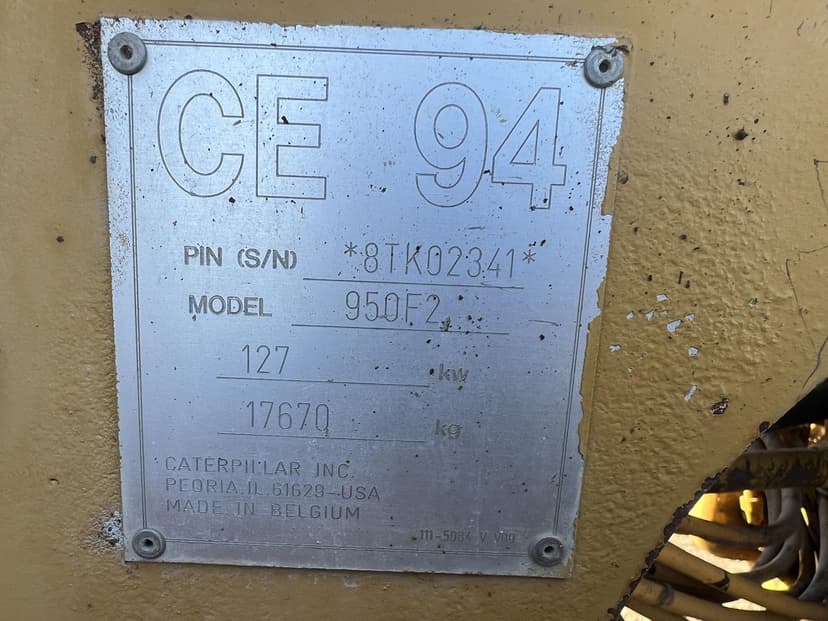 CE 94
PIN (S/N) *8TK02341*
MODEL 950F2
127 kw
17670 kg
CATERPILLAR INC.
PEORIA, IL 61629-USA
MADE IN BELGIUM